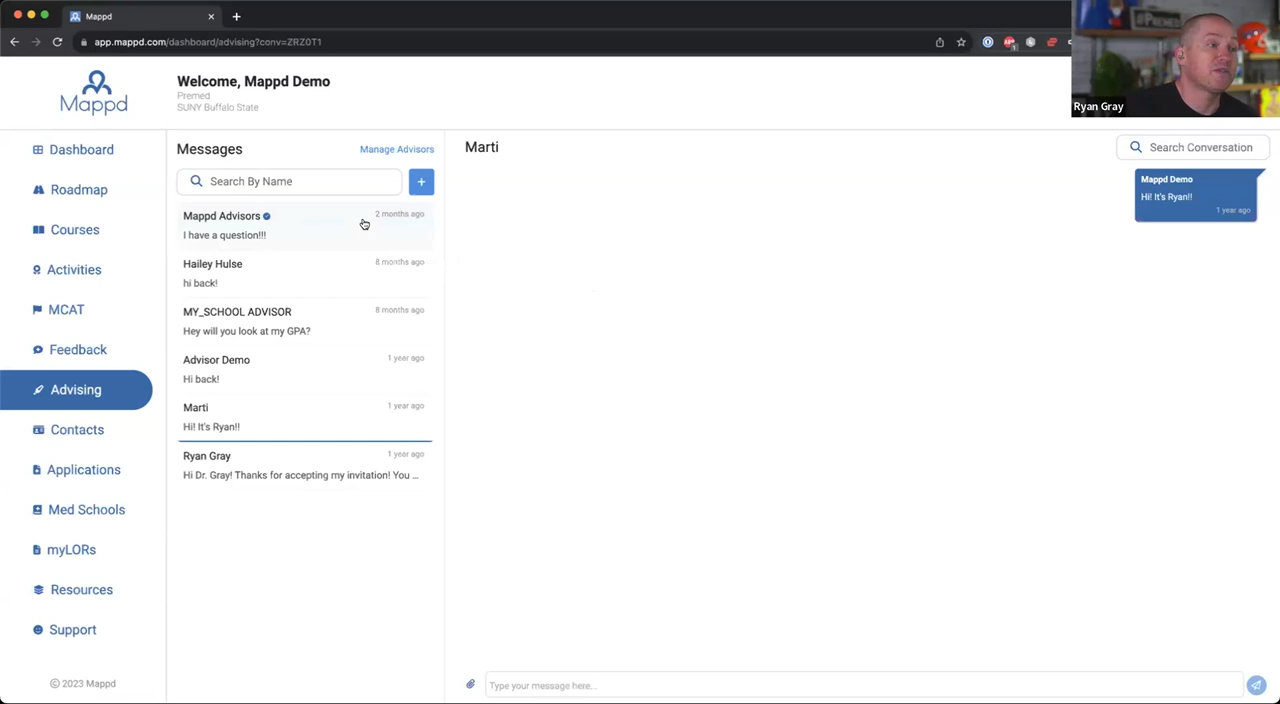 Mappd
app.mappd.com/dashboard/advising?conv=ZRZ0T1
Mappd
Welcome, Mappd Demo
Premed
SUNY Buffalo State
Ryan Gray
Dashboard
Roadmap
Courses
Activities
MCAT
Feedback
Advising
Contacts
Applications
Med Schools
myLORs
Resources
Support
© 2023 Mappd
Messages
Manage Advisors
Search By Name
+
Mappd Advisors
2 months ago
I have a question!!!
Hailey Hulse
8 months ago
hi back!
MY_SCHOOL ADVISOR
8 months ago
Hey will you look at my GPA?
Advisor Demo
1 year ago
Hi back!
Marti
1 year ago
Hi! It's Ryan!!
Ryan Gray
1 year ago
Hi Dr. Gray! Thanks for accepting my invitation! You ...
Marti
Search Conversation
Mappd Demo
Hi! It's Ryan!!
1 year ago
Type your message here...